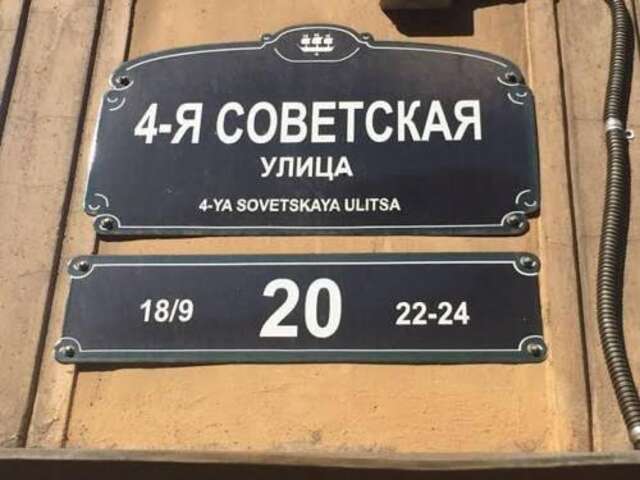 4-Я СОВЕТСКАЯ
УЛИЦА
4-YA SOVETSKAYA ULITSA
18/9 20 22-24